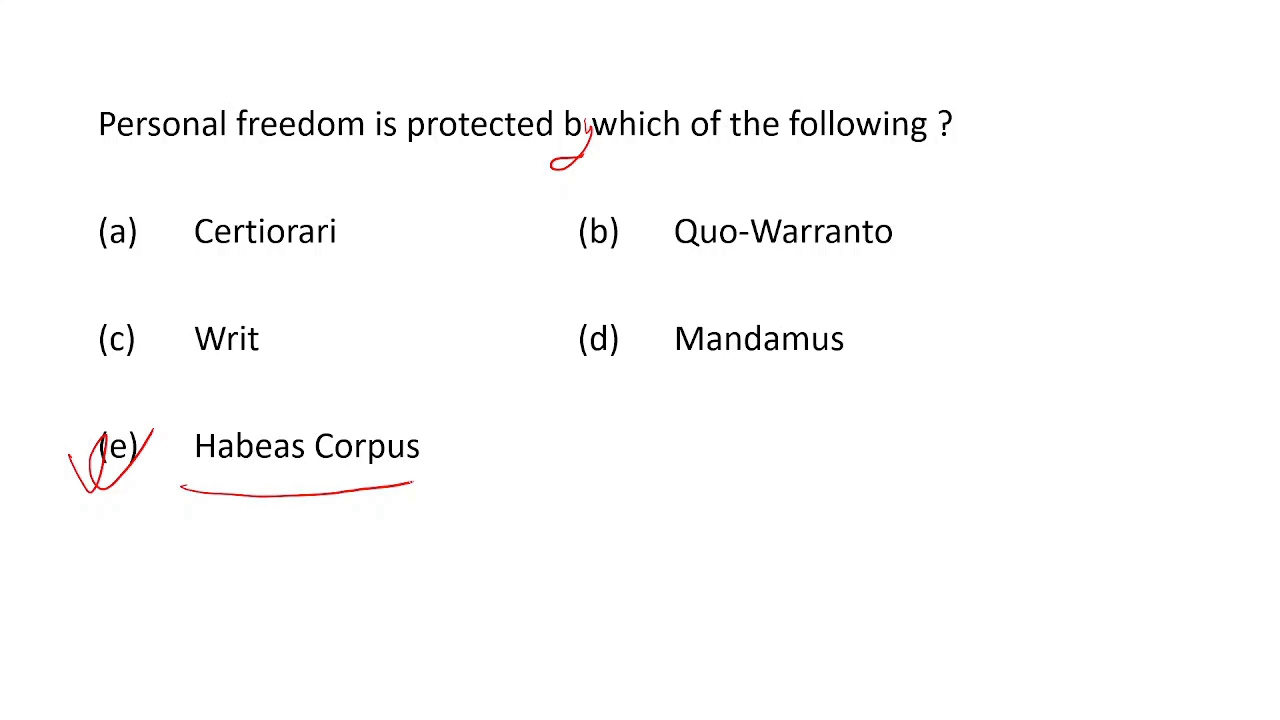 Personal freedom is protected by which of the following ?
(a) Certiorari (b) Quo-Warranto
(c) Writ (d) Mandamus
(e) Habeas Corpus